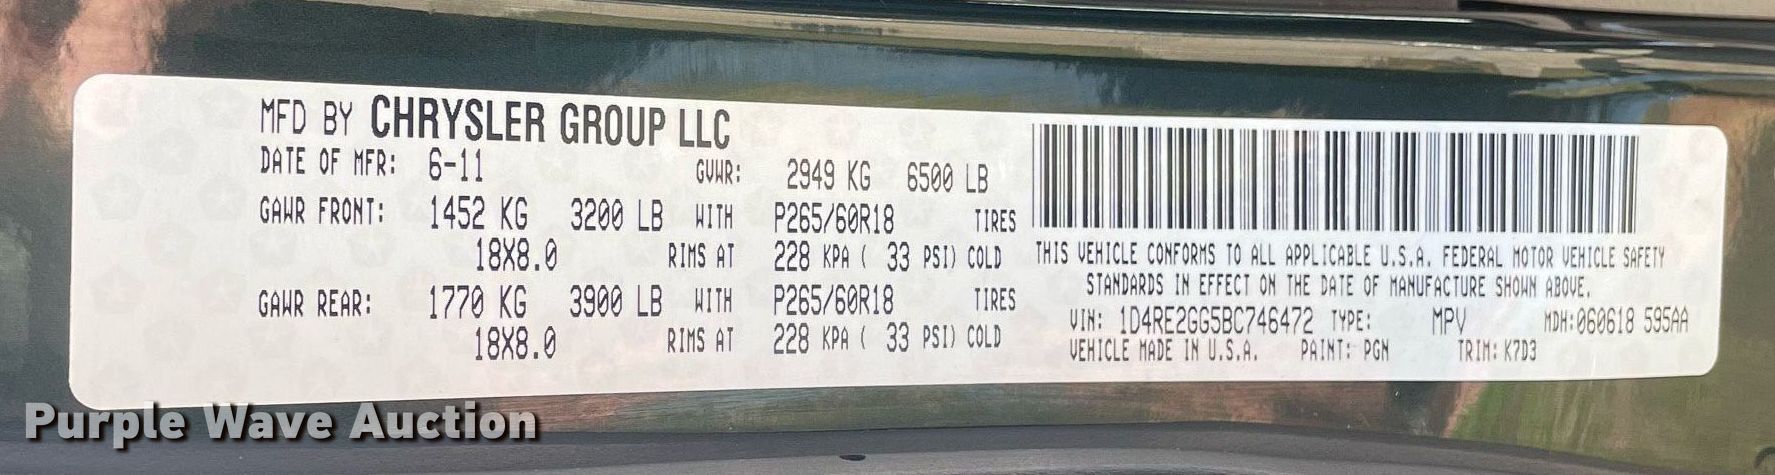 MFD BY CHRYSLER GROUP LLC
DATE OF MFR: 6-11 GVWR: 2949 KG 6500 LB
GAWR FRONT: 1452 KG 3200 LB WITH P265/60R18 TIRES
18X8.0 RIMS AT 228 KPA ( 33 PSI) COLD
GAWR REAR: 1770 KG 3900 LB WITH P265/60R18 TIRES
18X8.0 RIMS AT 228 KPA ( 33 PSI) COLD
THIS VEHICLE CONFORMS TO ALL APPLICABLE U.S.A. FEDERAL MOTOR VEHICLE SAFETY
STANDARDS IN EFFECT ON THE DATE OF MANUFACTURE SHOWN ABOVE.
VIN: 1D4RE2GG5BC746472 TYPE: MPV MDH:060618 595AA
VEHICLE MADE IN U.S.A. PAINT: PGN TRIM: K7D3
Purple Wave Auction